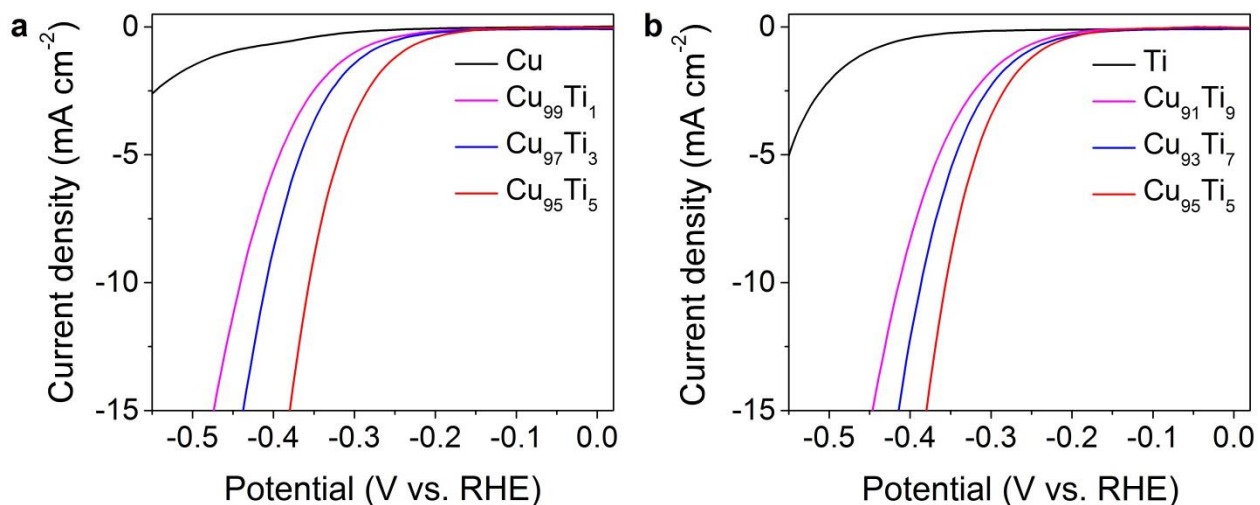 a
Current density (mA cm⁻²)
0
-5
-10
-15
Cu
Cu₉₉Ti₁
Cu₉₇Ti₃
Cu₉₅Ti₅
-0.5 -0.4 -0.3 -0.2 -0.1 0.0
Potential (V vs. RHE)
b
Current density (mA cm⁻²)
0
-5
-10
-15
Ti
Cu₉₁Ti₉
Cu₉₃Ti₇
Cu₉₅Ti₅
-0.5 -0.4 -0.3 -0.2 -0.1 0.0
Potential (V vs. RHE)